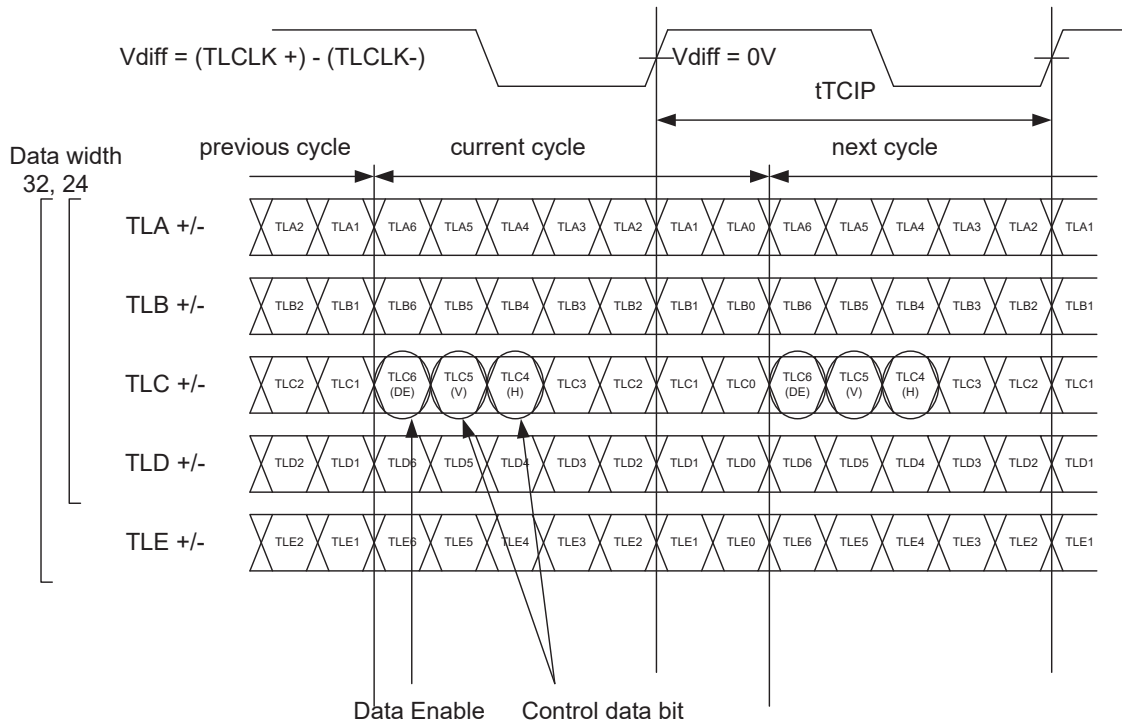 Vdiff = (TLCLK +) - (TLCLK-)
Vdiff = 0V
tTCIP
previous cycle
current cycle
next cycle
Data width
32, 24
TLA +/-
TLA2 TLA1 TLA6 TLA5 TLA4 TLA3 TLA2 TLA1 TLA0 TLA6 TLA5 TLA4 TLA3 TLA2 TLA1
TLB +/-
TLB2 TLB1 TLB6 TLB5 TLB4 TLB3 TLB2 TLB1 TLB0 TLB6 TLB5 TLB4 TLB3 TLB2 TLB1
TLC +/-
TLC2 TLC1 TLC6 TLC5 TLC4 TLC3 TLC2 TLC1 TLC0 TLC6 TLC5 TLC4 TLC3 TLC2 TLC1
(DE) (V) (H) (DE) (V) (H)
TLD +/-
TLD2 TLD1 TLD6 TLD5 TLD4 TLD3 TLD2 TLD1 TLD0 TLD6 TLD5 TLD4 TLD3 TLD2 TLD1
TLE +/-
TLE2 TLE1 TLE6 TLE5 TLE4 TLE3 TLE2 TLE1 TLE0 TLE6 TLE5 TLE4 TLE3 TLE2 TLE1
Data Enable
Control data bit